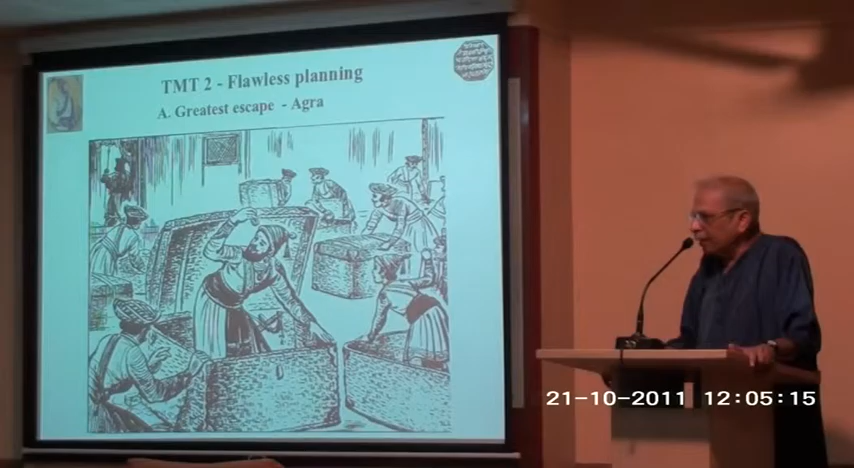 TMT 2 - Flawless planning
A. Greatest escape - Agra
21-10-2011 12:05:15